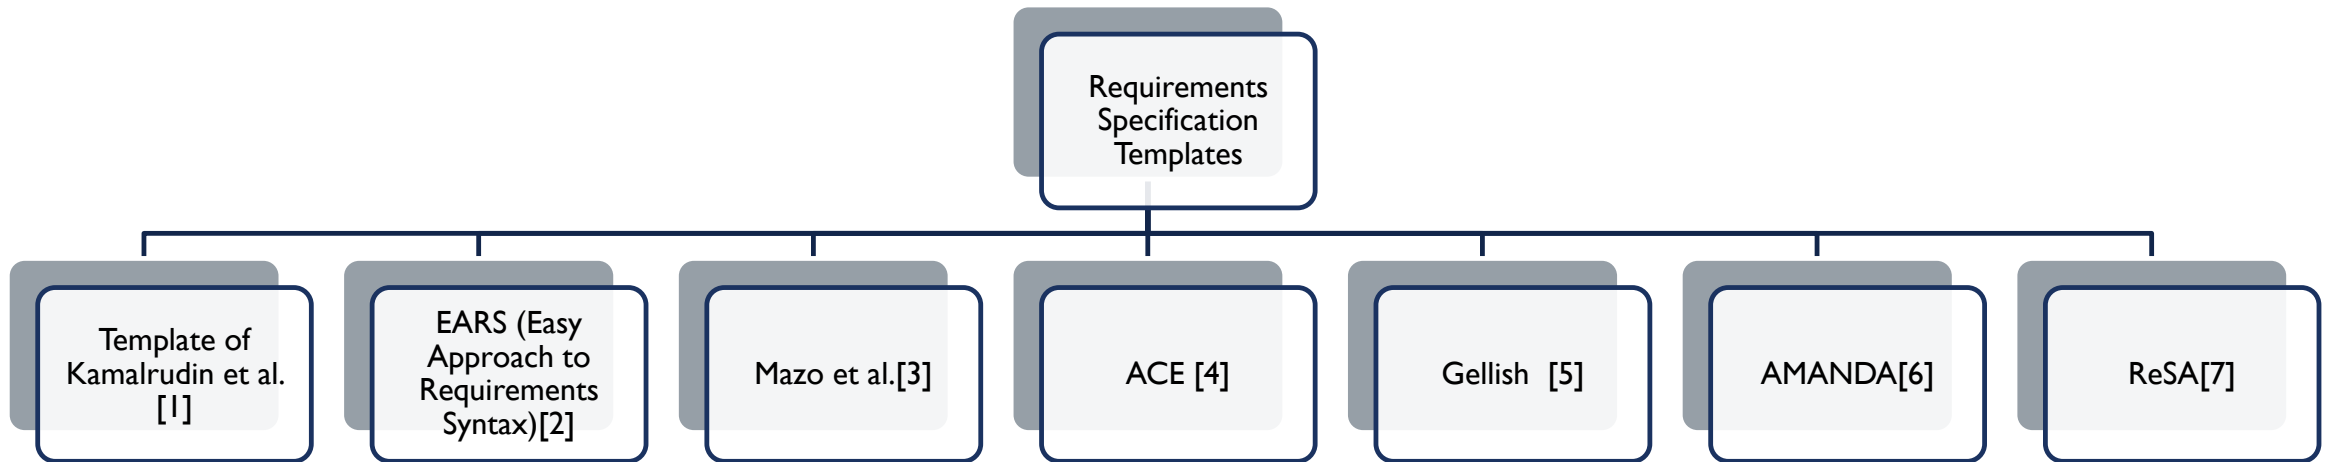 Requirements
Specification
Templates
Template of
Kamalrudin et al.
[1]
EARS (Easy
Approach to
Requirements
Syntax)[2]
Mazo et al.[3]
ACE [4]
Gellish  [5]
AMANDA[6]
ReSA[7]